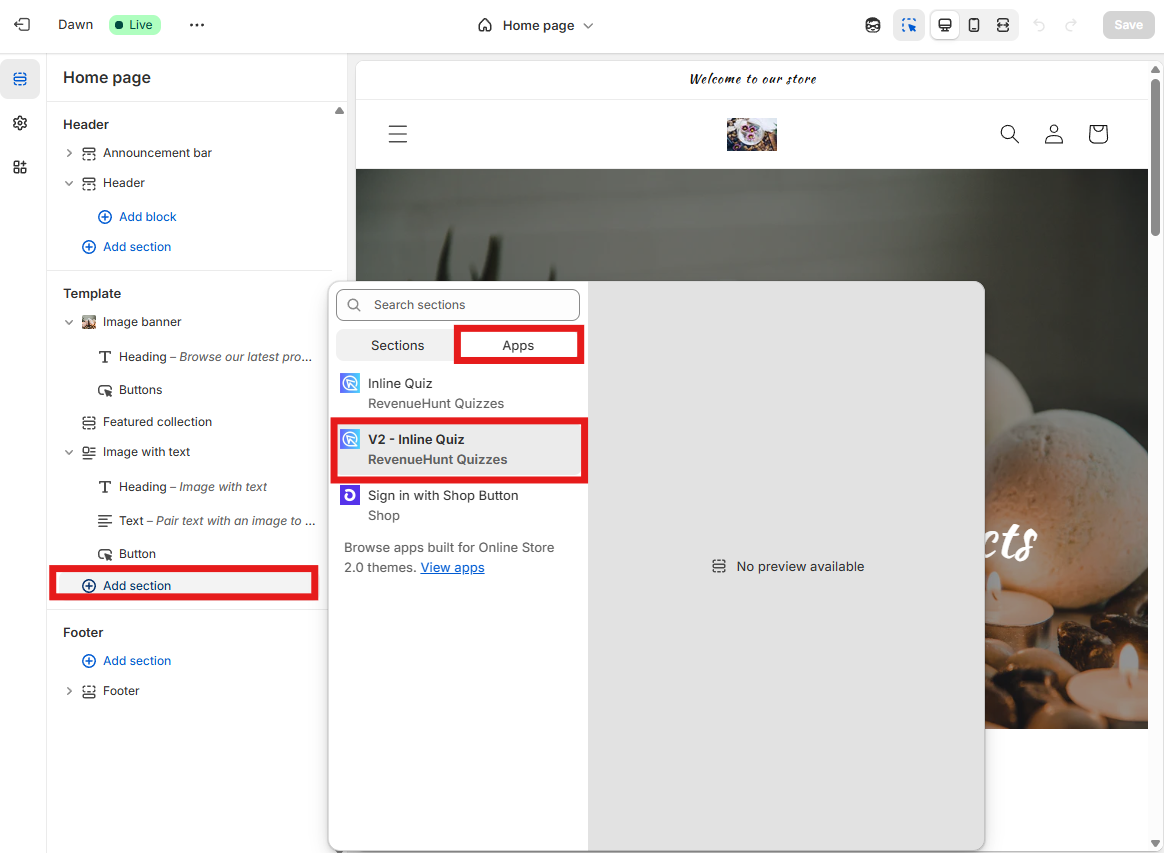 Dawn
Live
Home page
Save
Home page
Header
Announcement bar
Header
Add block
Add section
Template
Image banner
Heading – Browse our latest pro...
Buttons
Featured collection
Image with text
Heading – Image with text
Text – Pair text with an image to ...
Button
Add section
Footer
Add section
Footer
Welcome to our store
Search sections
Sections
Apps
Inline Quiz
RevenueHunt Quizzes
V2 - Inline Quiz
RevenueHunt Quizzes
Sign in with Shop Button
Shop
Browse apps built for Online Store
2.0 themes. View apps
No preview available
cts